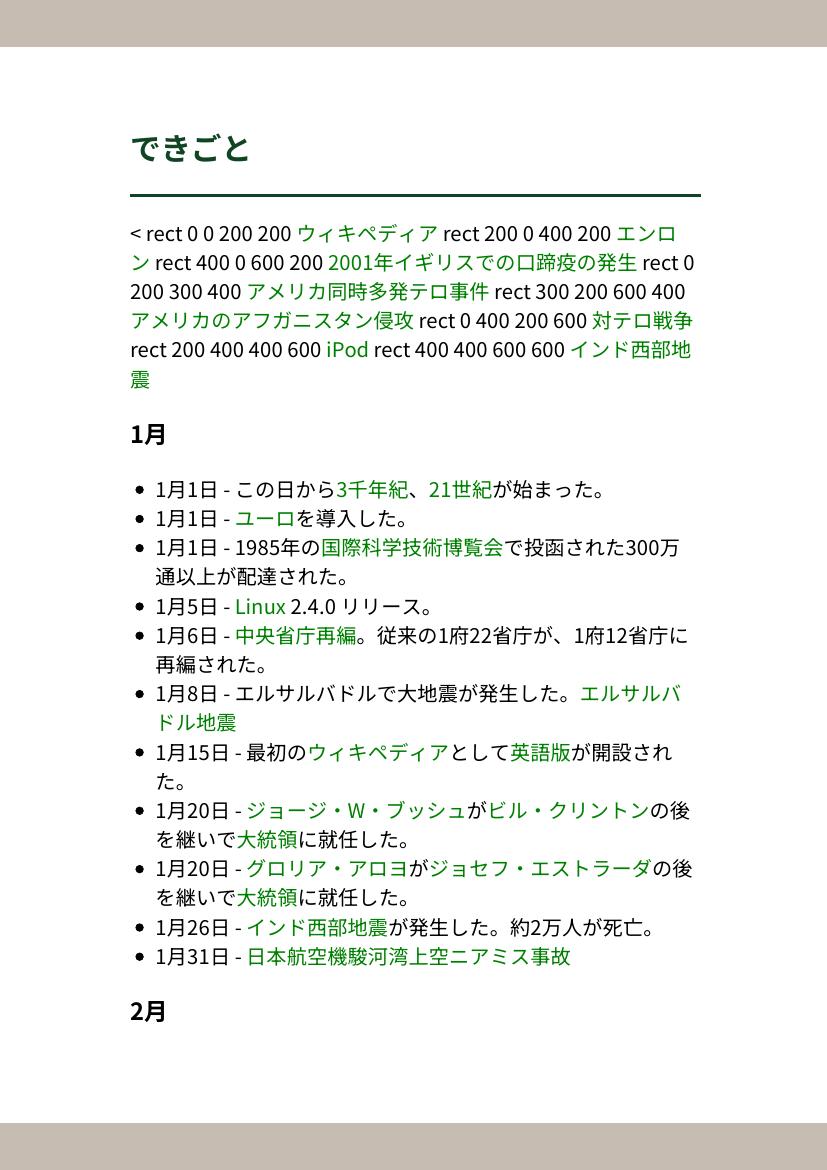 できごと
< rect 0 0 200 200 ウィキペディア rect 200 0 400 200 エンロ
ン rect 400 0 600 200 2001年イギリスでの口蹄疫の発生 rect 0
200 300 400 アメリカ同時多発テロ事件 rect 300 200 600 400
アメリカのアフガニスタン侵攻 rect 0 400 200 600 対テロ戦争
rect 200 400 400 600 iPod rect 400 400 600 600 インド西部地
震
1月
• 1月1日 - この日から3千年紀、21世紀が始まった。
• 1月1日 - ユーロを導入した。
• 1月1日 - 1985年の国際科学技術博覧会で投函された300万
通以上が配達された。
• 1月5日 - Linux 2.4.0 リリース。
• 1月6日 - 中央省庁再編。従来の1府22省庁が、1府12省庁に
再編された。
• 1月8日 - エルサルバドルで大地震が発生した。エルサルバ
ドル地震
• 1月15日 - 最初のウィキペディアとして英語版が開設され
た。
• 1月20日 - ジョージ・W・ブッシュがビル・クリントンの後
を継いで大統領に就任した。
• 1月20日 - グロリア・アロヨがジョセフ・エストラーダの後
を継いで大統領に就任した。
• 1月26日 - インド西部地震が発生した。約2万人が死亡。
• 1月31日 - 日本航空機駿河湾上空ニアミス事故
2月